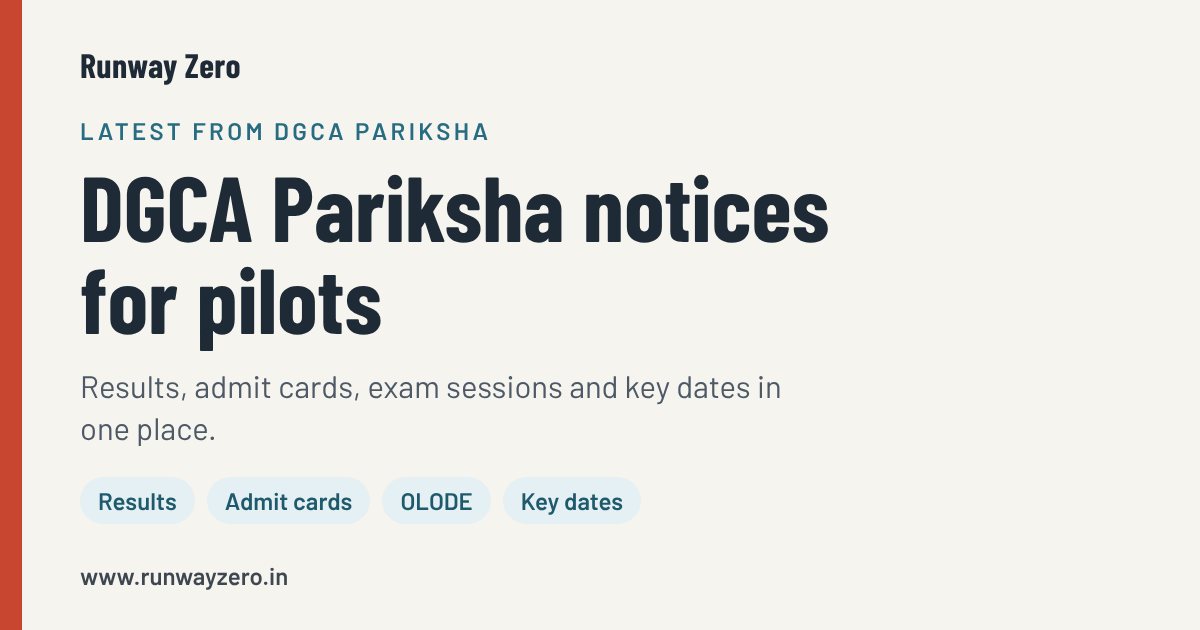 Runway Zero
LATEST FROM DGCA PARIKSHA
DGCA Pariksha notices
for pilots
Results, admit cards, exam sessions and key dates in
one place.
Results Admit cards OLODE Key dates
www.runwayzero.in